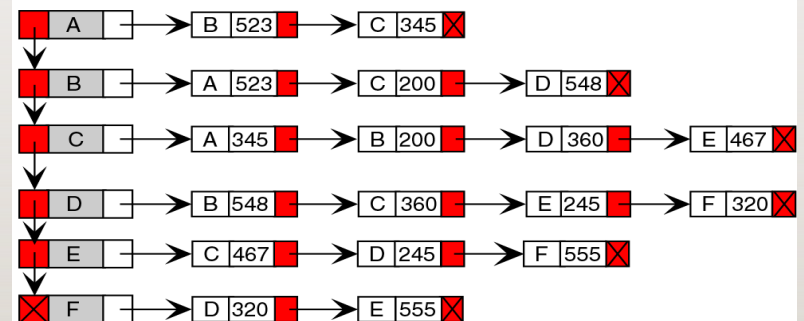 A B 523 C 345
B A 523 C 200 D 548
C A 345 B 200 D 360 E 467
D B 548 C 360 E 245 F 320
E C 467 D 245 F 555
F D 320 E 555